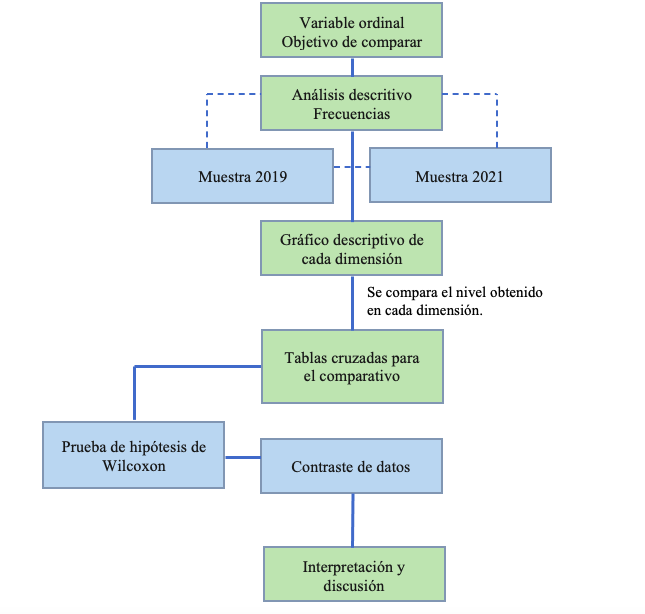 Variable ordinal
Objetivo de comparar
Análisis descritivo
Frecuencias
Muestra 2019
Muestra 2021
Gráfico descriptivo de
cada dimensión
Se compara el nivel obtenido
en cada dimensión.
Tablas cruzadas para
el comparativo
Prueba de hipótesis de
Wilcoxon
Contraste de datos
Interpretación y
discusión